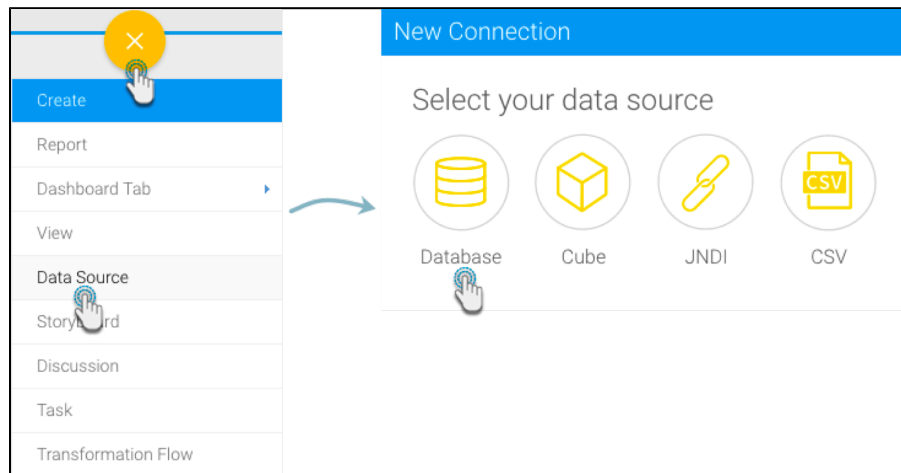 Create
Report
Dashboard Tab
View
Data Source
Storyboard
Discussion
Task
Transformation Flow
New Connection
Select your data source
Database
Cube
JNDI
CSV
CSV